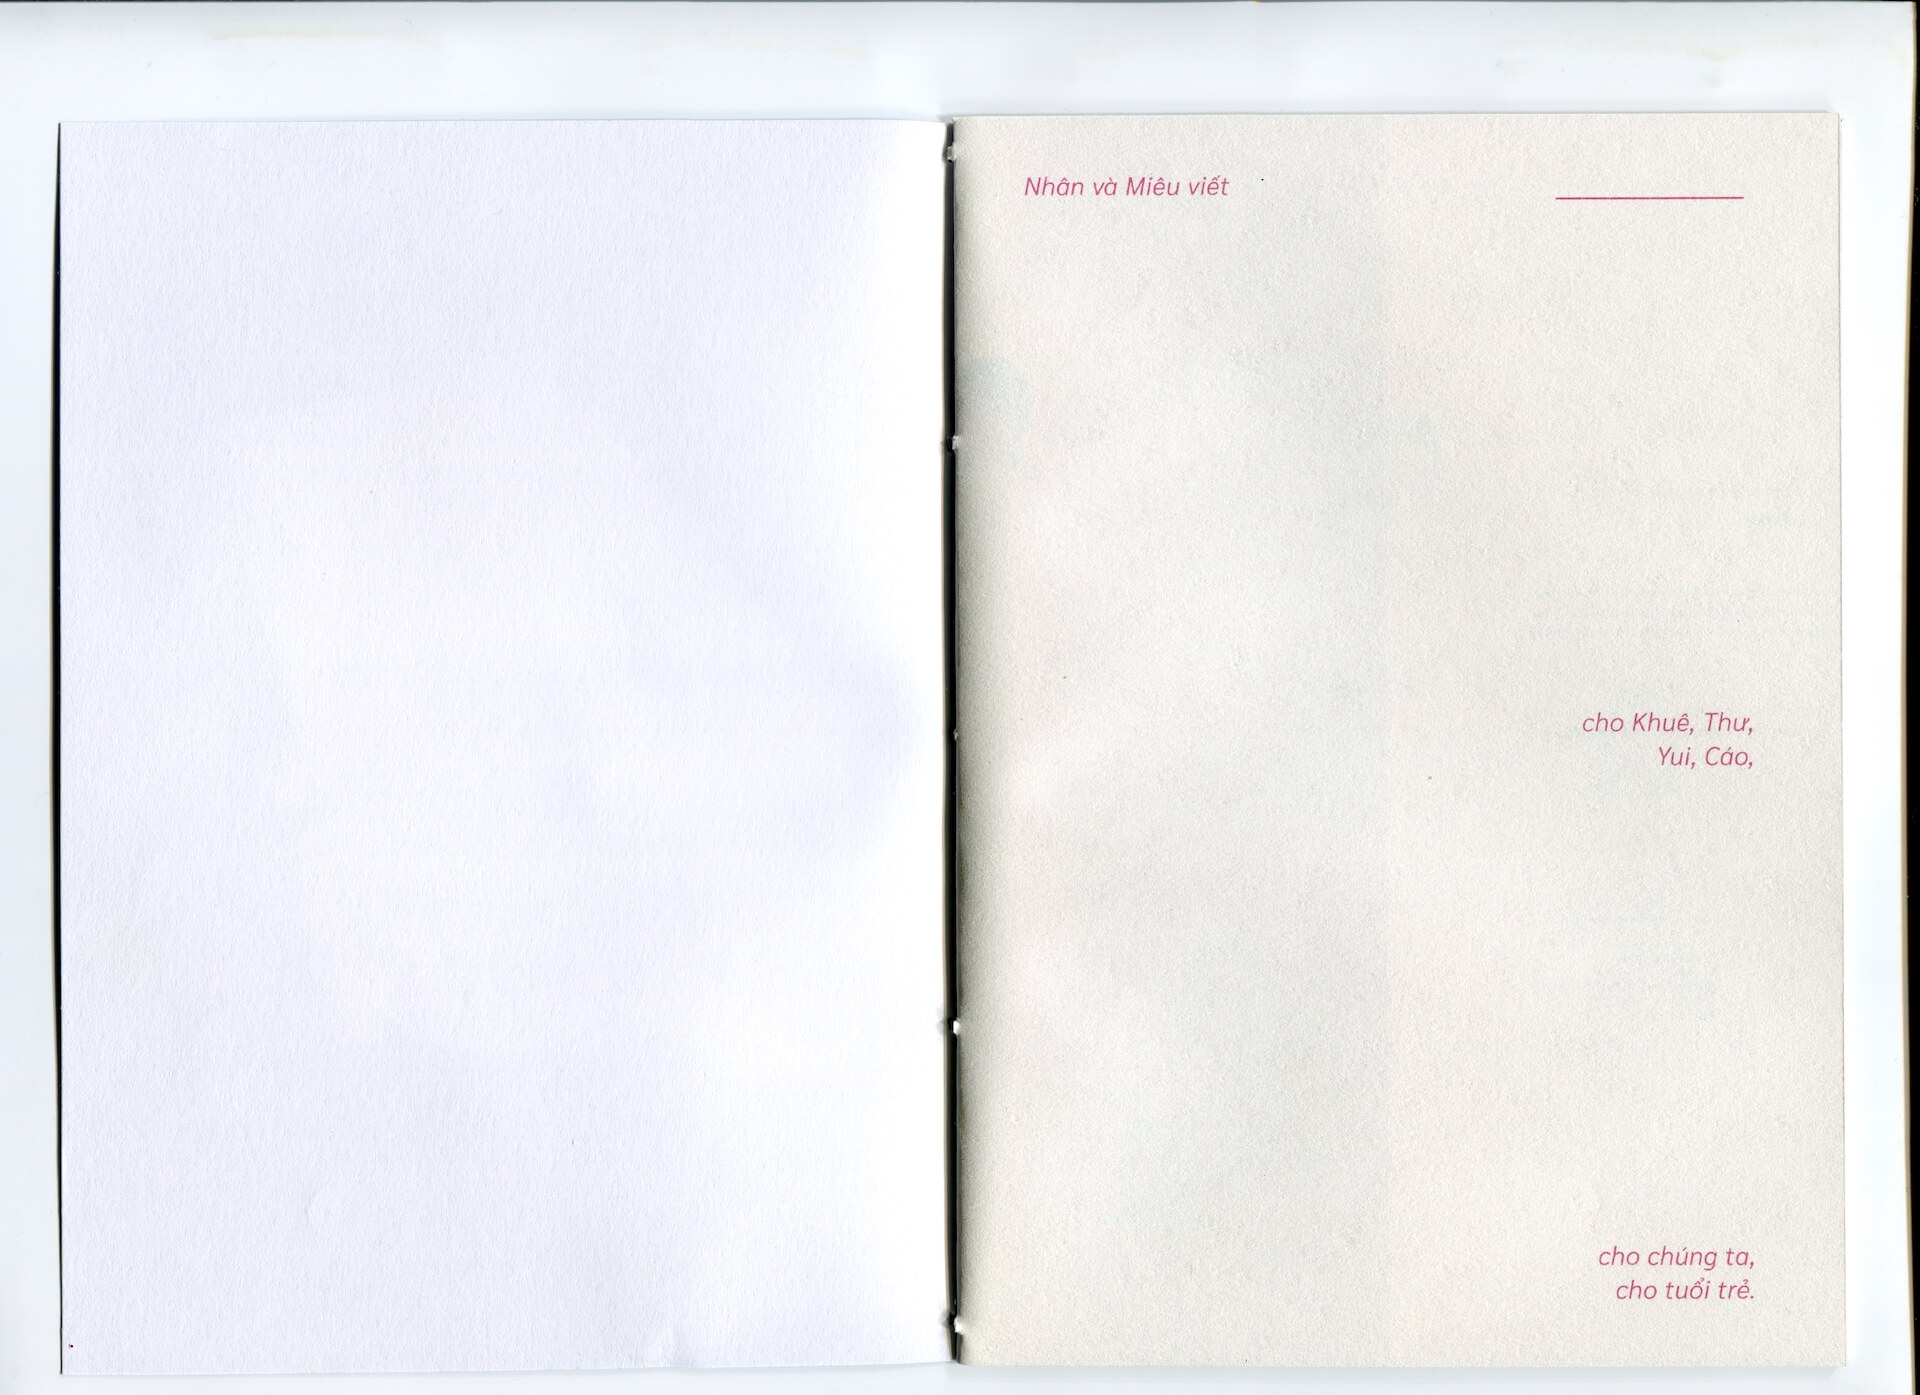 Nhân và Miêu viết
cho Khuê, Thư,
Yui, Cáo,
cho chúng ta,
cho tuổi trẻ.